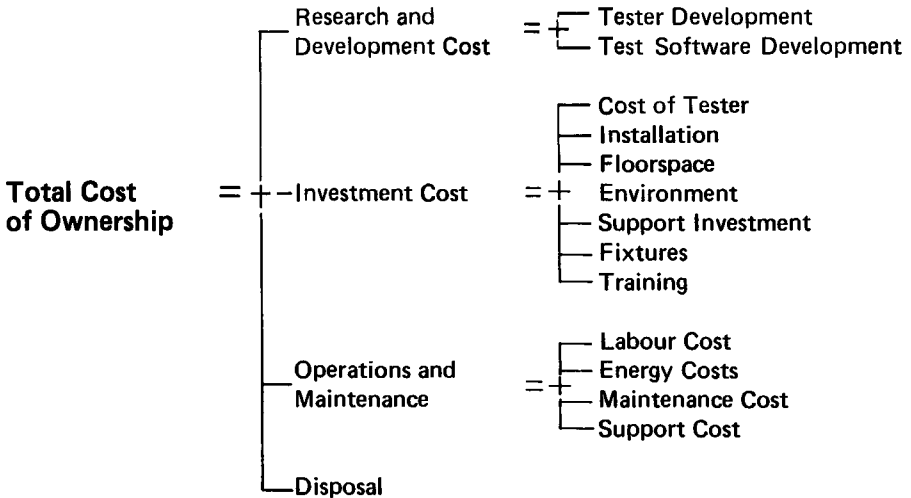 Research and
Development Cost
=
+
Tester Development
Test Software Development
Total Cost
of Ownership
=
+
Investment Cost
=
+
Cost of Tester
Installation
Floorspace
Environment
Support Investment
Fixtures
Training
Operations and
Maintenance
=
+
Labour Cost
Energy Costs
Maintenance Cost
Support Cost
Disposal